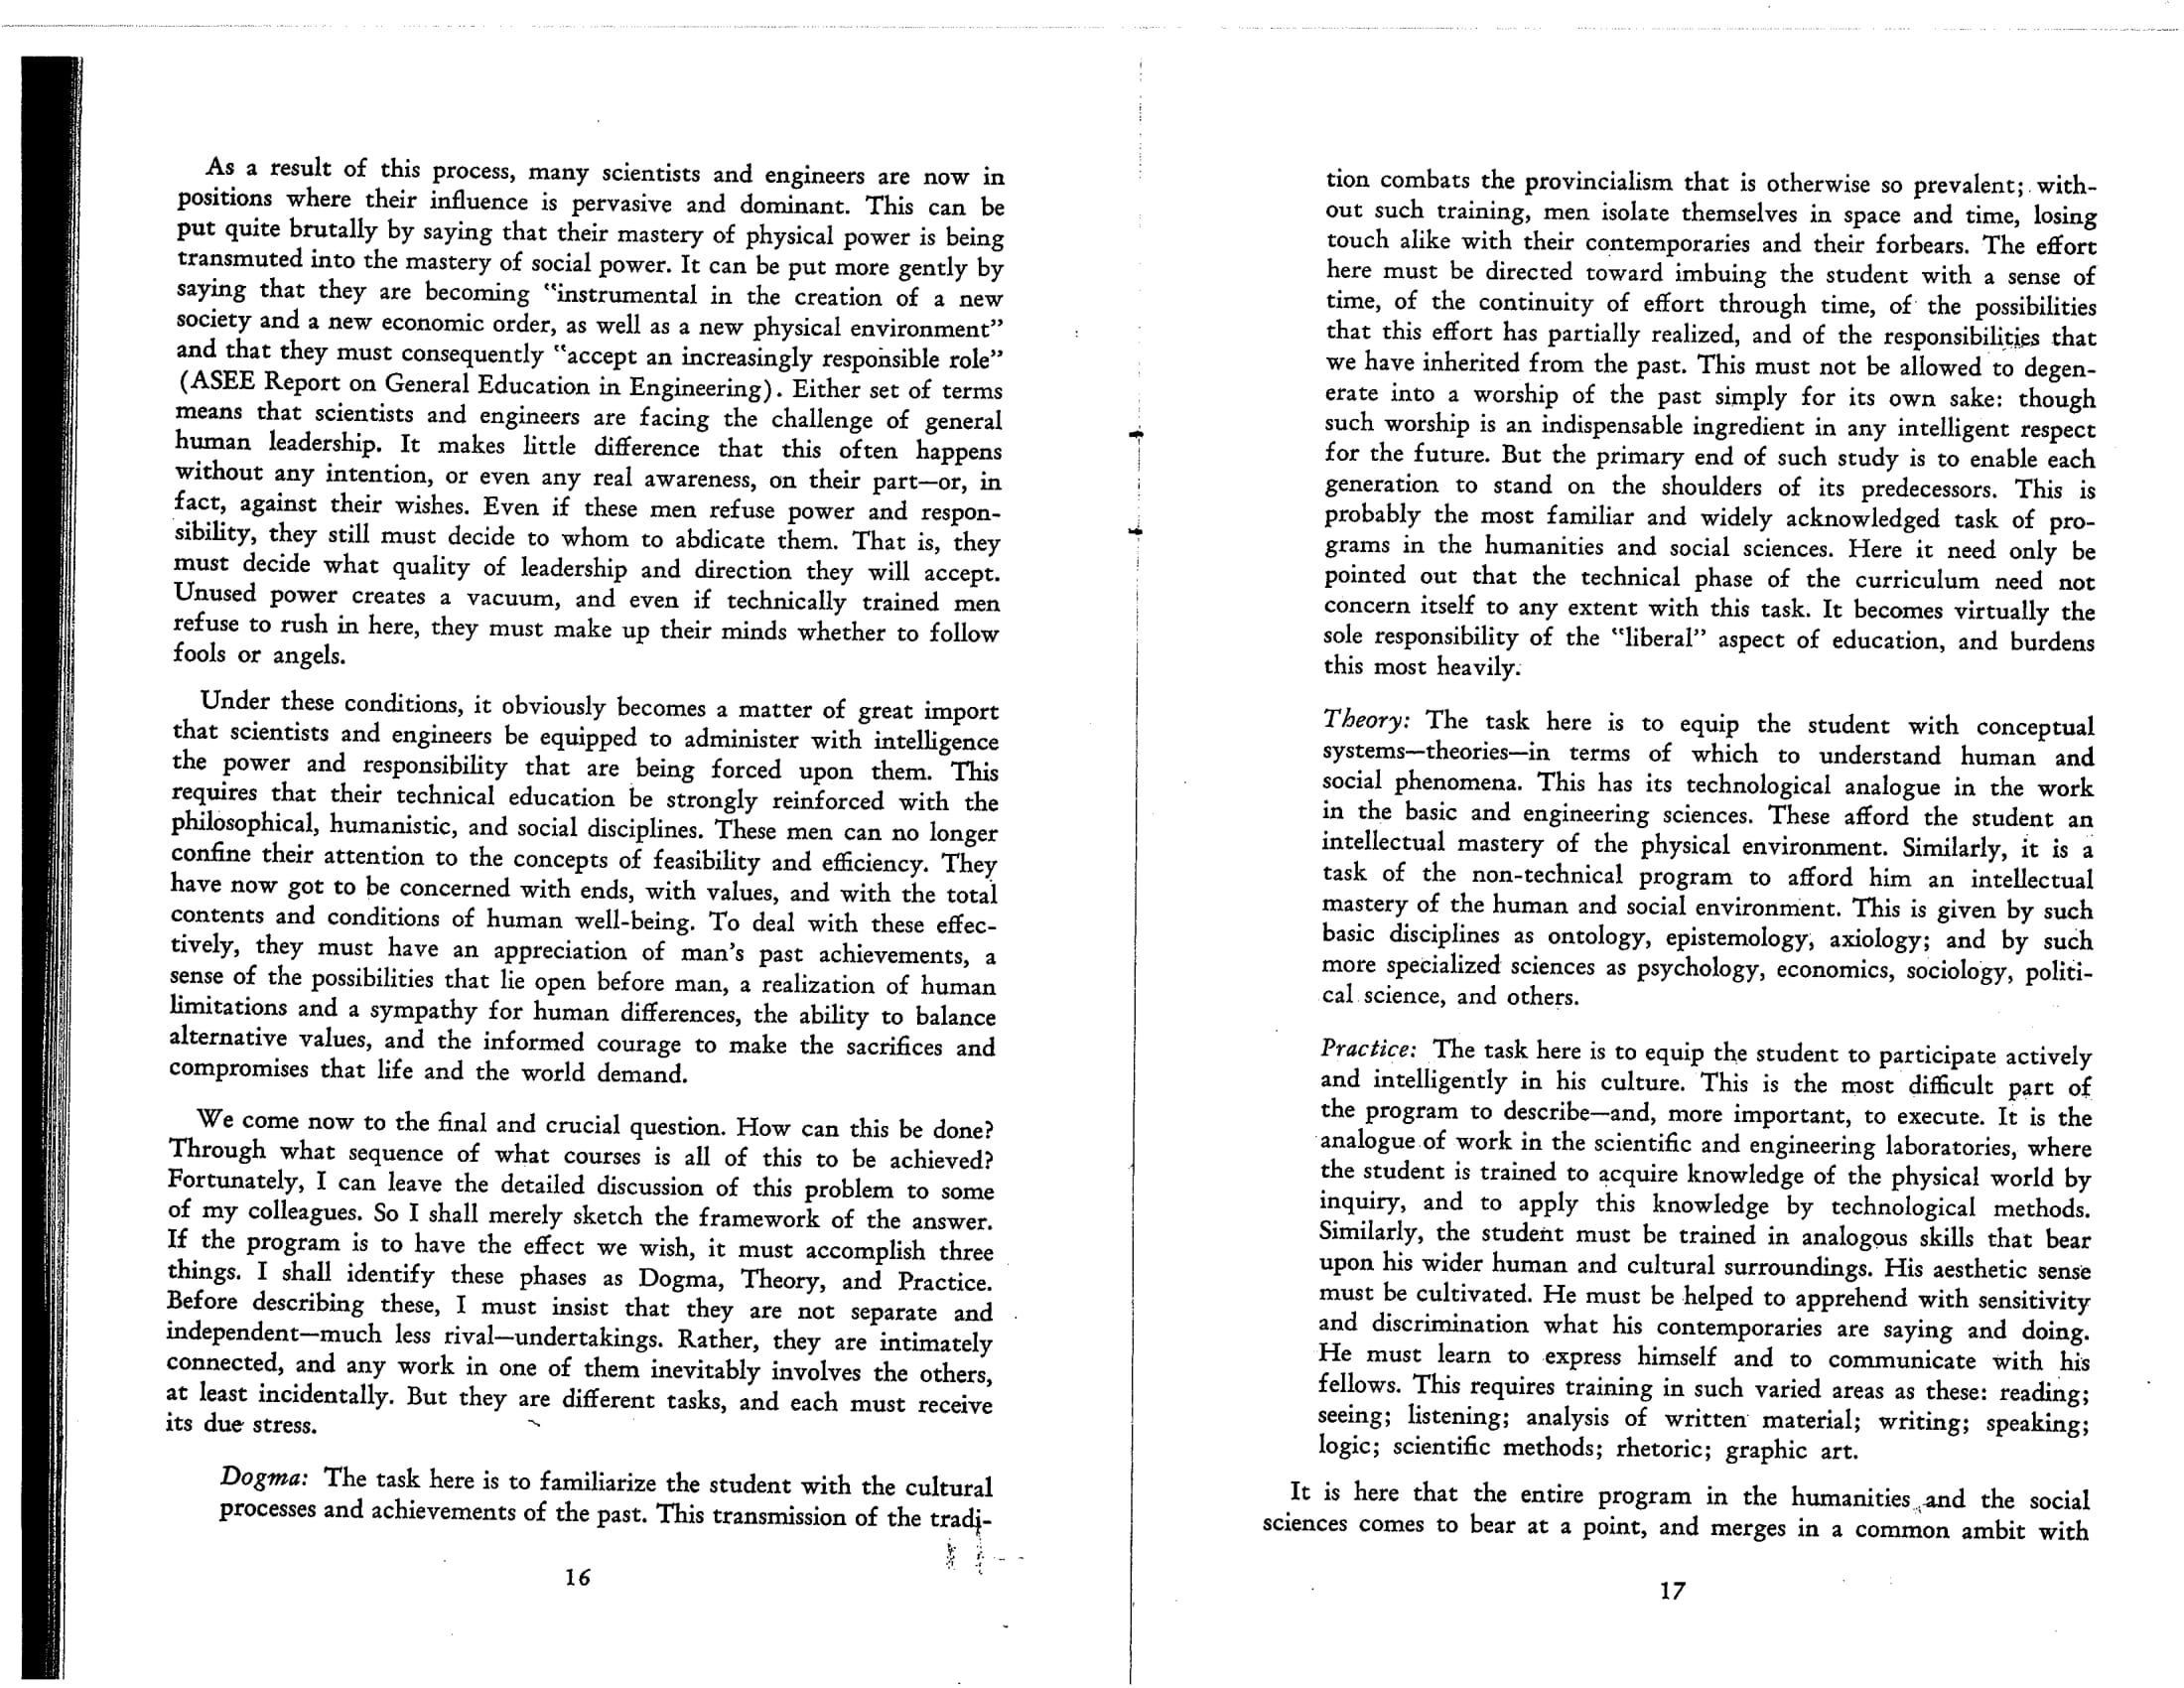 As a result of this process, many scientists and engineers are now in
positions where their influence is pervasive and dominant. This can be
put quite brutally by saying that their mastery of physical power is being
transmuted into the mastery of social power. It can be put more gently by
saying that they are becoming "instrumental in the creation of a new
society and a new economic order, as well as a new physical environment"
and that they must consequently "accept an increasingly responsible role"
(ASEE Report on General Education in Engineering). Either set of terms
means that scientists and engineers are facing the challenge of general
human leadership. It makes little difference that this often happens
without any intention, or even any real awareness, on their part—or, in
fact, against their wishes. Even if these men refuse power and respon-
sibility, they still must decide to whom to abdicate them. That is, they
must decide what quality of leadership and direction they will accept.
Unused power creates a vacuum, and even if technically trained men
refuse to rush in here, they must make up their minds whether to follow
fools or angels.
Under these conditions, it obviously becomes a matter of great import
that scientists and engineers be equipped to administer with intelligence
the power and responsibility that are being forced upon them. This
requires that their technical education be strongly reinforced with the
philosophical, humanistic, and social disciplines. These men can no longer
confine their attention to the concepts of feasibility and efficiency. They
have now got to be concerned with ends, with values, and with the total
contents and conditions of human well-being. To deal with these effec-
tively, they must have an appreciation of man's past achievements, a
sense of the possibilities that lie open before man, a realization of human
limitations and a sympathy for human differences, the ability to balance
alternative values, and the informed courage to make the sacrifices and
compromises that life and the world demand.
We come now to the final and crucial question. How can this be done?
Through what sequence of what courses is all of this to be achieved?
Fortunately, I can leave the detailed discussion of this problem to some
of my colleagues. So I shall merely sketch the framework of the answer.
If the program is to have the effect we wish, it must accomplish three
things. I shall identify these phases as Dogma, Theory, and Practice.
Before describing these, I must insist that they are not separate and
independent—much less rival—undertakings. Rather, they are intimately
connected, and any work in one of them inevitably involves the others,
at least incidentally. But they are different tasks, and each must receive
its due stress.
Dogma: The task here is to familiarize the student with the cultural
processes and achievements of the past. This transmission of the tradi-
16
tion combats the provincialism that is otherwise so prevalent; with-
out such training, men isolate themselves in space and time, losing
touch alike with their contemporaries and their forbears. The effort
here must be directed toward imbuing the student with a sense of
time, of the continuity of effort through time, of the possibilities
that this effort has partially realized, and of the responsibilities that
we have inherited from the past. This must not be allowed to degen-
erate into a worship of the past simply for its own sake: though
such worship is an indispensable ingredient in any intelligent respect
for the future. But the primary end of such study is to enable each
generation to stand on the shoulders of its predecessors. This is
probably the most familiar and widely acknowledged task of pro-
grams in the humanities and social sciences. Here it need only be
pointed out that the technical phase of the curriculum need not
concern itself to any extent with this task. It becomes virtually the
sole responsibility of the "liberal" aspect of education, and burdens
this most heavily.
Theory: The task here is to equip the student with conceptual
systems—theories—in terms of which to understand human and
social phenomena. This has its technological analogue in the work
in the basic and engineering sciences. These afford the student an
intellectual mastery of the physical environment. Similarly, it is a
task of the non-technical program to afford him an intellectual
mastery of the human and social environment. This is given by such
basic disciplines as ontology, epistemology, axiology; and by such
more specialized sciences as psychology, economics, sociology, politi-
cal science, and others.
Practice: The task here is to equip the student to participate actively
and intelligently in his culture. This is the most difficult part of
the program to describe—and, more important, to execute. It is the
analogue of work in the scientific and engineering laboratories, where
the student is trained to acquire knowledge of the physical world by
inquiry, and to apply this knowledge by technological methods.
Similarly, the student must be trained in analogous skills that bear
upon his wider human and cultural surroundings. His aesthetic sense
must be cultivated. He must be helped to apprehend with sensitivity
and discrimination what his contemporaries are saying and doing.
He must learn to express himself and to communicate with his
fellows. This requires training in such varied areas as these: reading;
seeing; listening; analysis of written material; writing; speaking;
logic; scientific methods; rhetoric; graphic art.
It is here that the entire program in the humanities and the social
sciences comes to bear at a point, and merges in a common ambit with
17